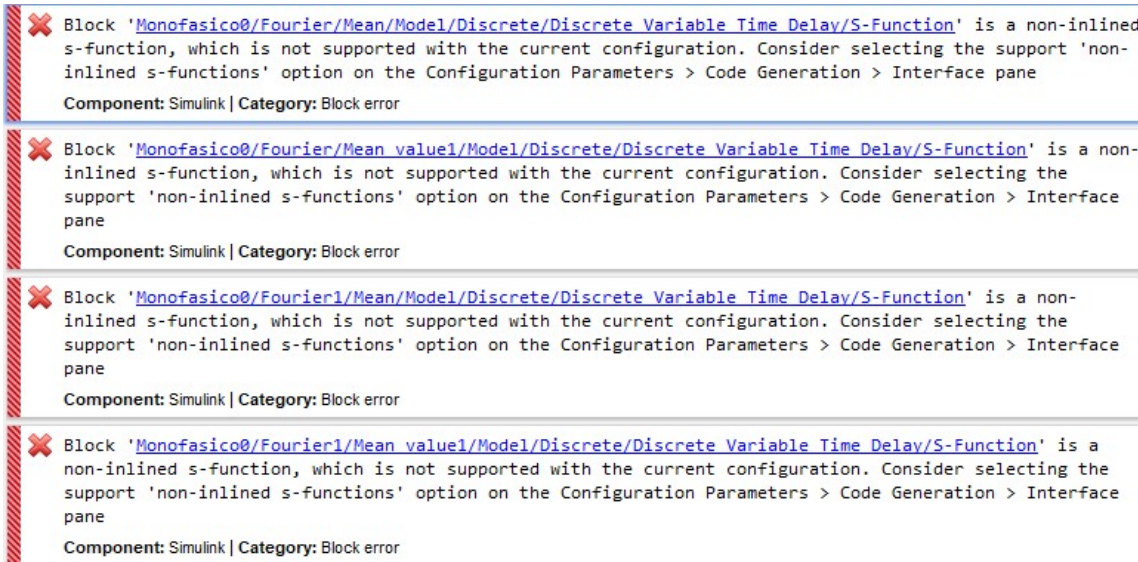 Block 'Monofasico0/Fourier/Mean/Model/Discrete/Discrete Variable Time Delay/S-Function' is a non-inlined
s-function, which is not supported with the current configuration. Consider selecting the support 'non-
inlined s-functions' option on the Configuration Parameters > Code Generation > Interface pane
Component: Simulink | Category: Block error
Block 'Monofasico0/Fourier/Mean value1/Model/Discrete/Discrete Variable Time Delay/S-Function' is a non-
inlined s-function, which is not supported with the current configuration. Consider selecting the
support 'non-inlined s-functions' option on the Configuration Parameters > Code Generation > Interface
pane
Component: Simulink | Category: Block error
Block 'Monofasico0/Fourier1/Mean/Model/Discrete/Discrete Variable Time Delay/S-Function' is a non-
inlined s-function, which is not supported with the current configuration. Consider selecting the
support 'non-inlined s-functions' option on the Configuration Parameters > Code Generation > Interface
pane
Component: Simulink | Category: Block error
Block 'Monofasico0/Fourier1/Mean value1/Model/Discrete/Discrete Variable Time Delay/S-Function' is a
non-inlined s-function, which is not supported with the current configuration. Consider selecting the
support 'non-inlined s-functions' option on the Configuration Parameters > Code Generation > Interface
pane
Component: Simulink | Category: Block error